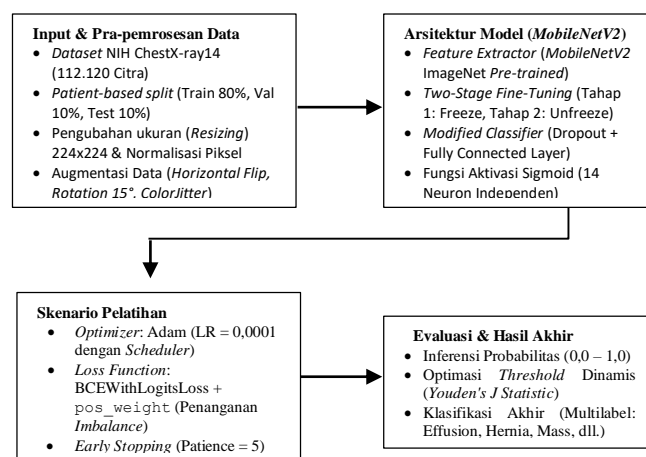 Input & Pra-pemrosesan Data
• Dataset NIH ChestX-ray14
(112.120 Citra)
• Patient-based split (Train 80%, Val
10%, Test 10%)
• Pengubahan ukuran (Resizing)
224x224 & Normalisasi Piksel
• Augmentasi Data (Horizontal Flip,
Rotation 15°. ColorJitter)
Arsitektur Model (MobileNetV2)
• Feature Extractor (MobileNetV2
ImageNet Pre-trained)
• Two-Stage Fine-Tuning (Tahap
1: Freeze, Tahap 2: Unfreeze)
• Modified Classifier (Dropout +
Fully Connected Layer)
• Fungsi Aktivasi Sigmoid (14
Neuron Independen)
Skenario Pelatihan
• Optimizer: Adam (LR = 0,0001
dengan Scheduler)
• Loss Function:
BCEWithLogitsLoss +
pos_weight (Penanganan
Imbalance)
• Early Stopping (Patience = 5)
Evaluasi & Hasil Akhir
• Inferensi Probabilitas (0,0 – 1,0)
• Optimasi Threshold Dinamis
(Youden's J Statistic)
• Klasifikasi Akhir (Multilabel:
Effusion, Hernia, Mass, dll.)